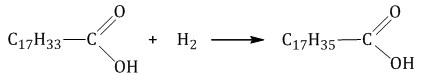 O O
C₁₇H₃₃ C + H₂ C₁₇H₃₅ C
OH OH